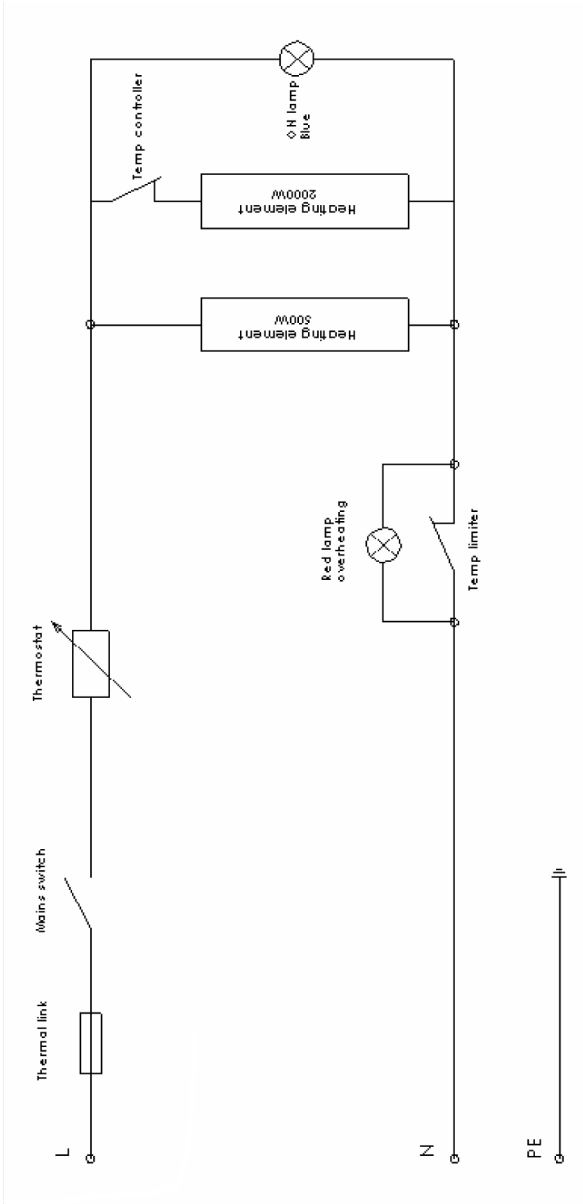 Thermal link
Mains switch
Thermostat
Temp controller
ON lamp
Blue
Heating element
2000W
Heating element
500W
Red lamp
overheating
Temp limiter
L
N
PE